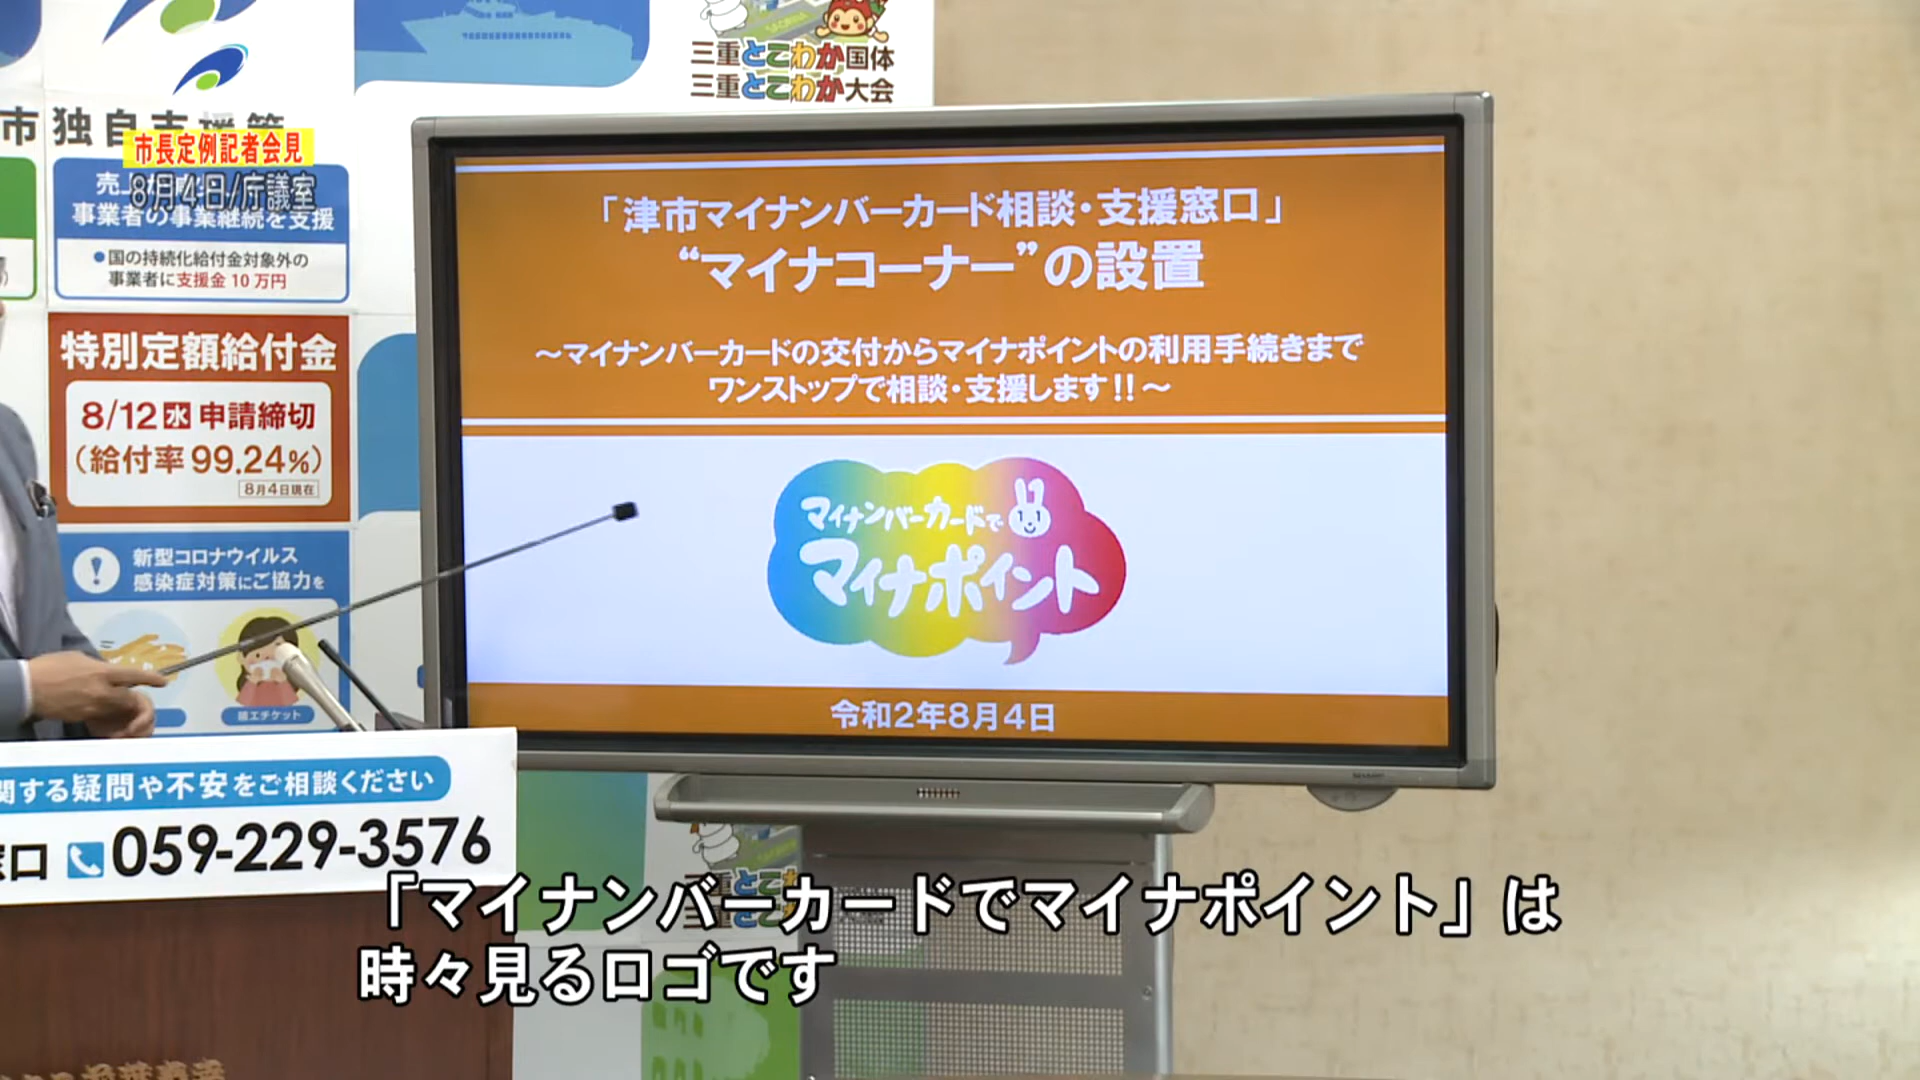 三重とこわか国体
三重とこわか大会
市独自支援策
市長定例記者会見
8月4日/庁議室
事業者の事業継続を支援
●国の持続化給付金対象外の
事業者に支援金10万円
特別定額給付金
8/12水申請締切
(給付率99.24%)
8月4日現在
新型コロナウイルス
感染症対策にご協力を
咳エチケット
「津市マイナンバーカード相談・支援窓口」
“マイナコーナー”の設置
～マイナンバーカードの交付からマイナポイントの利用手続きまで
ワンストップで相談・支援します!!～
マイナンバーカードで
マイナポイント
令和2年8月4日
SHARP
関する疑問や不安をご相談ください
窓口 059-229-3576
「マイナンバーカードでマイナポイント」は
時々見るロゴです